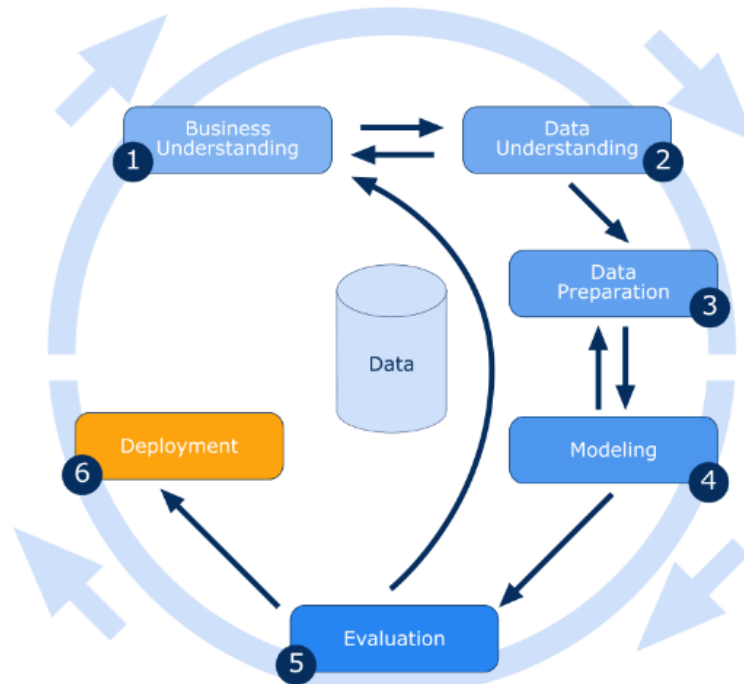 Business
Understanding
1
Data
Understanding
2
Data
Preparation
3
Data
Deployment
6
Modeling
4
Evaluation
5